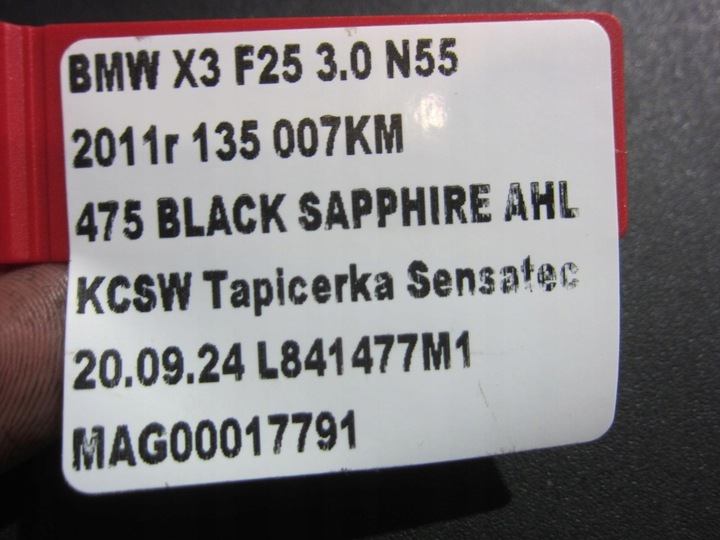 BMW X3 F25 3.0 N55
2011r 135 007KM
475 BLACK SAPPHIRE AHL
KCSW Tapicerka Sensatec
20.09.24 L841477M1
MAG00017791